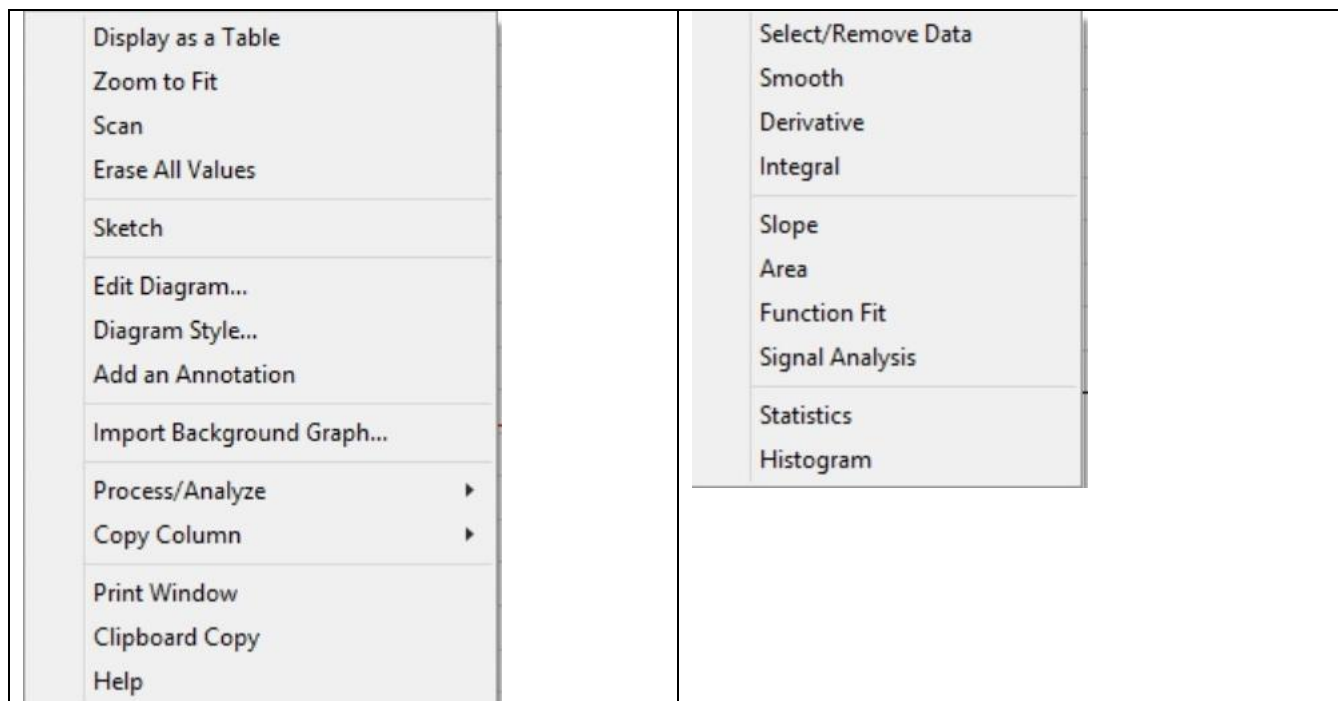 Display as a Table
Zoom to Fit
Scan
Erase All Values
Sketch
Edit Diagram...
Diagram Style...
Add an Annotation
Import Background Graph...
Process/Analyze
Copy Column
Print Window
Clipboard Copy
Help
Select/Remove Data
Smooth
Derivative
Integral
Slope
Area
Function Fit
Signal Analysis
Statistics
Histogram